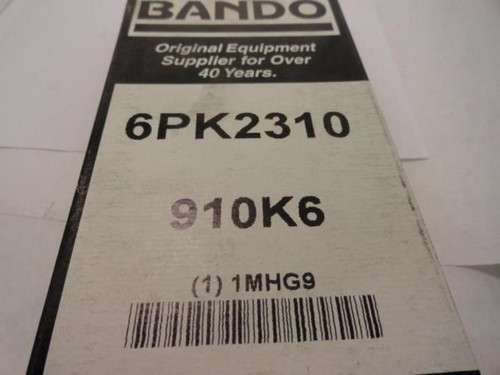 BANDO
Original Equipment
Supplier for Over
40 Years.
6PK2310
910K6
(1) 1MHG9